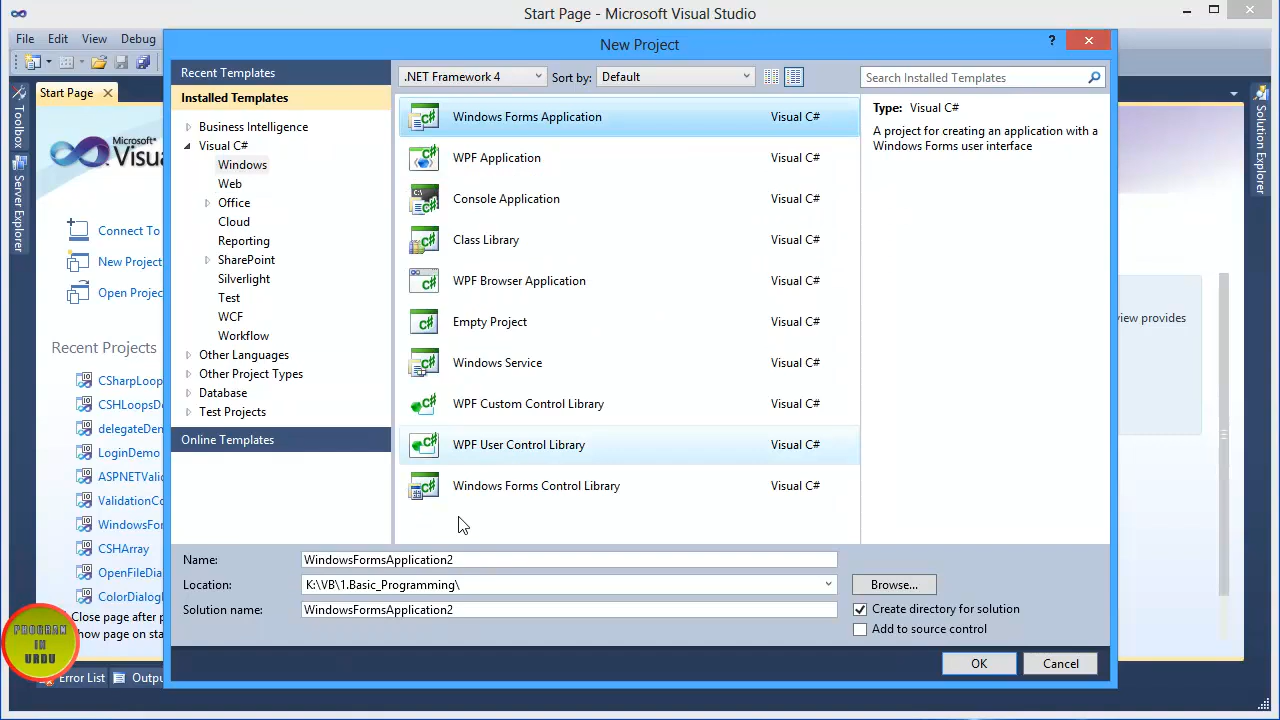 Start Page - Microsoft Visual Studio
File Edit View Debug
New Project
?
Start Page
Toolbox
Server Explorer
Solution Explorer
Microsoft®
Visu
Connect To
New Project
Open Projec
Recent Projects
CSharpLoop
CSHLoopsDe
delegateDen
LoginDemo
ASPNETVali
ValidationCo
WindowsFor
CSHArray
OpenFileDia
ColorDialog
Close page after p
how page on sta
view provides
Error List
Outpu
PROGRAM
IN
URDU
Recent Templates
Installed Templates
Business Intelligence
Visual C#
Windows
Web
Office
Cloud
Reporting
SharePoint
Silverlight
Test
WCF
Workflow
Other Languages
Other Project Types
Database
Test Projects
Online Templates
.NET Framework 4
Sort by: Default
Search Installed Templates
Windows Forms Application Visual C#
WPF Application Visual C#
Console Application Visual C#
Class Library Visual C#
WPF Browser Application Visual C#
Empty Project Visual C#
Windows Service Visual C#
WPF Custom Control Library Visual C#
WPF User Control Library Visual C#
Windows Forms Control Library Visual C#
Type: Visual C#
A project for creating an application with a
Windows Forms user interface
Name: WindowsFormsApplication2
Location: K:\VB\1.Basic_Programming\
Browse...
Solution name: WindowsFormsApplication2
Create directory for solution
Add to source control
OK
Cancel